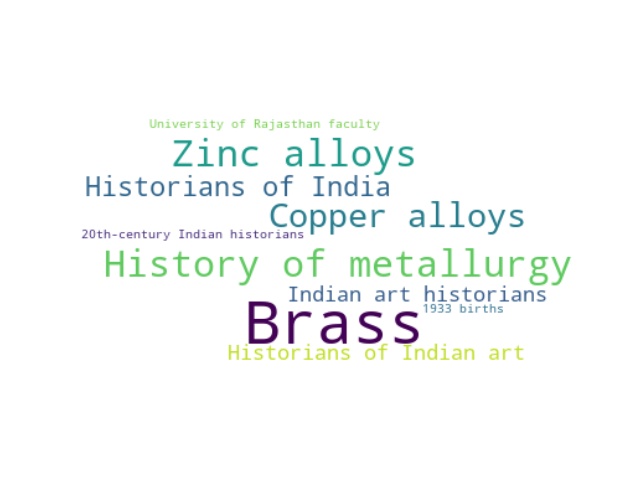 University of Rajasthan faculty
Zinc alloys
Historians of India
Copper alloys
20th-century Indian historians
History of metallurgy
Indian art historians
1933 births
Brass
Historians of Indian art